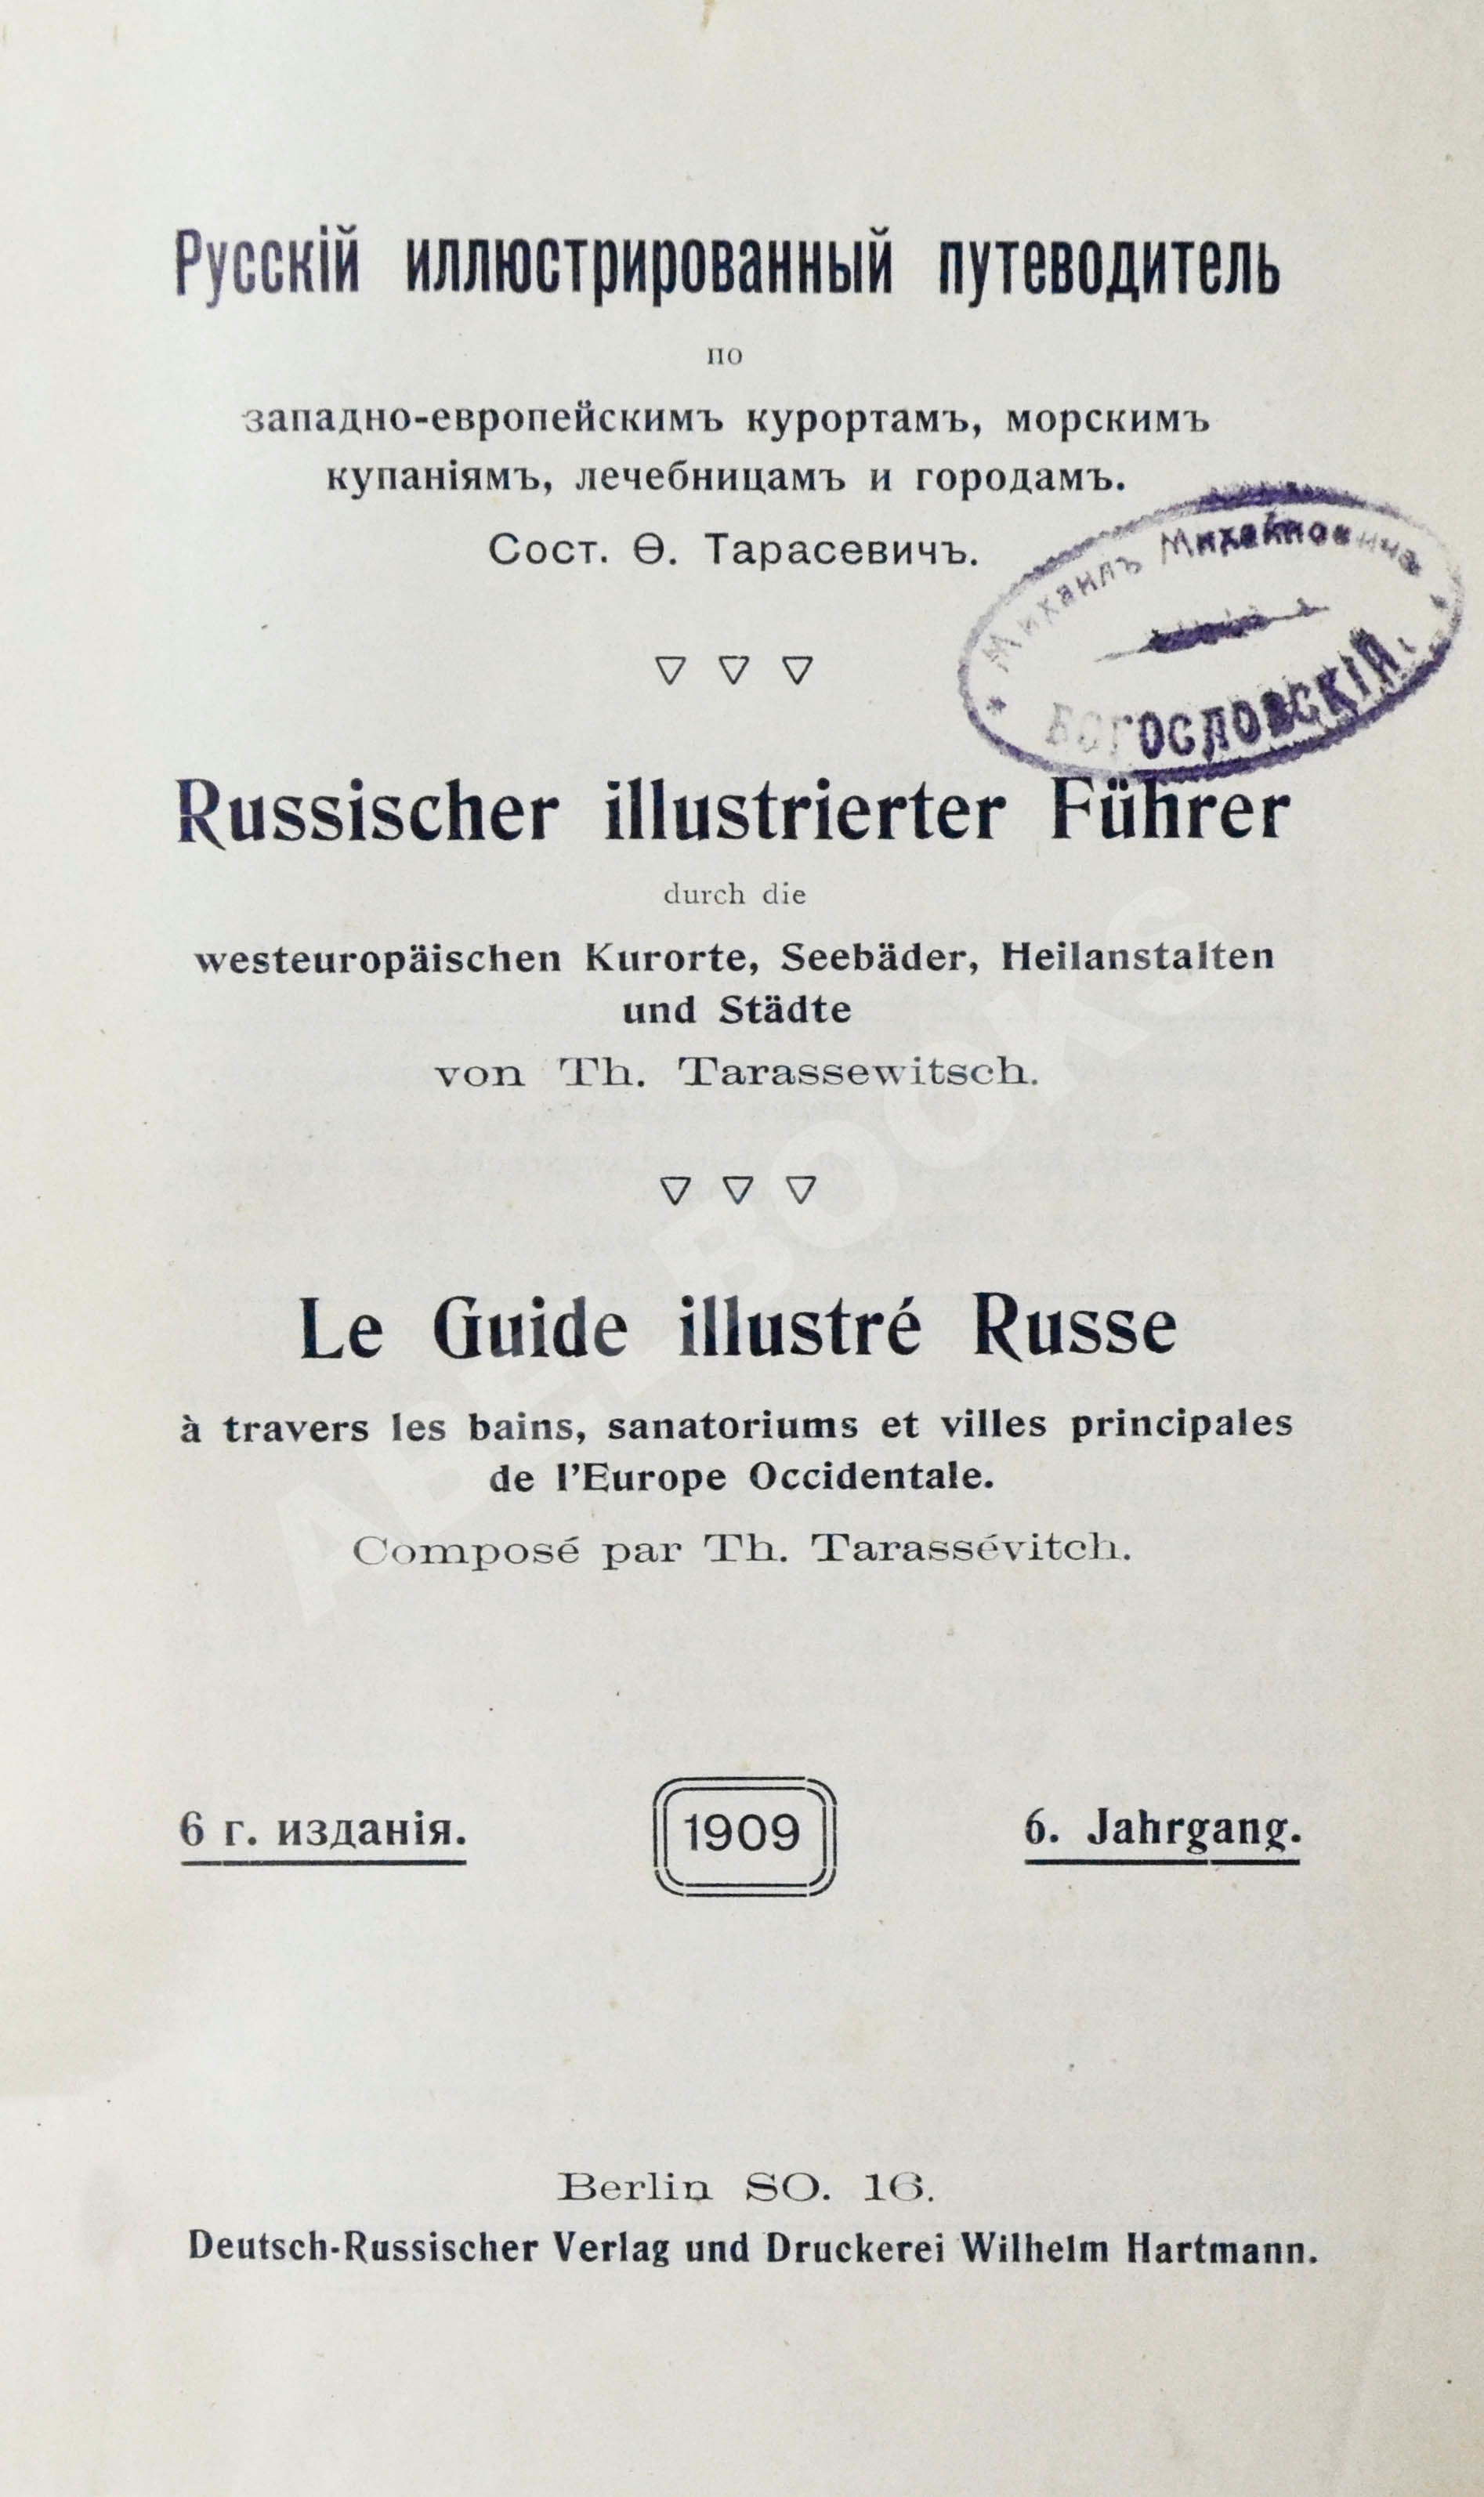 Русскій иллюстрированный путеводитель
по
западно-европейскимъ курортамъ, морскимъ
купаніямъ, лечебницамъ и городамъ.
Сост. Ѳ. Тарасевичъ.
Михаилъ Михайловичъ
БОГОСЛОВСКІЙ.
Russischer illustrierter Führer
durch die
westeuropäischen Kurorte, Seebäder, Heilanstalten
und Städte
von Th. Tarassewitsch.
Le Guide illustré Russe
à travers les bains, sanatoriums et villes principales
de l'Europe Occidentale.
Composé par Th. Tarassévitch.
6 г. изданія.
1909
6. Jahrgang.
Berlin SO. 16.
Deutsch-Russischer Verlag und Druckerei Wilhelm Hartmann.
ABELBOOKS